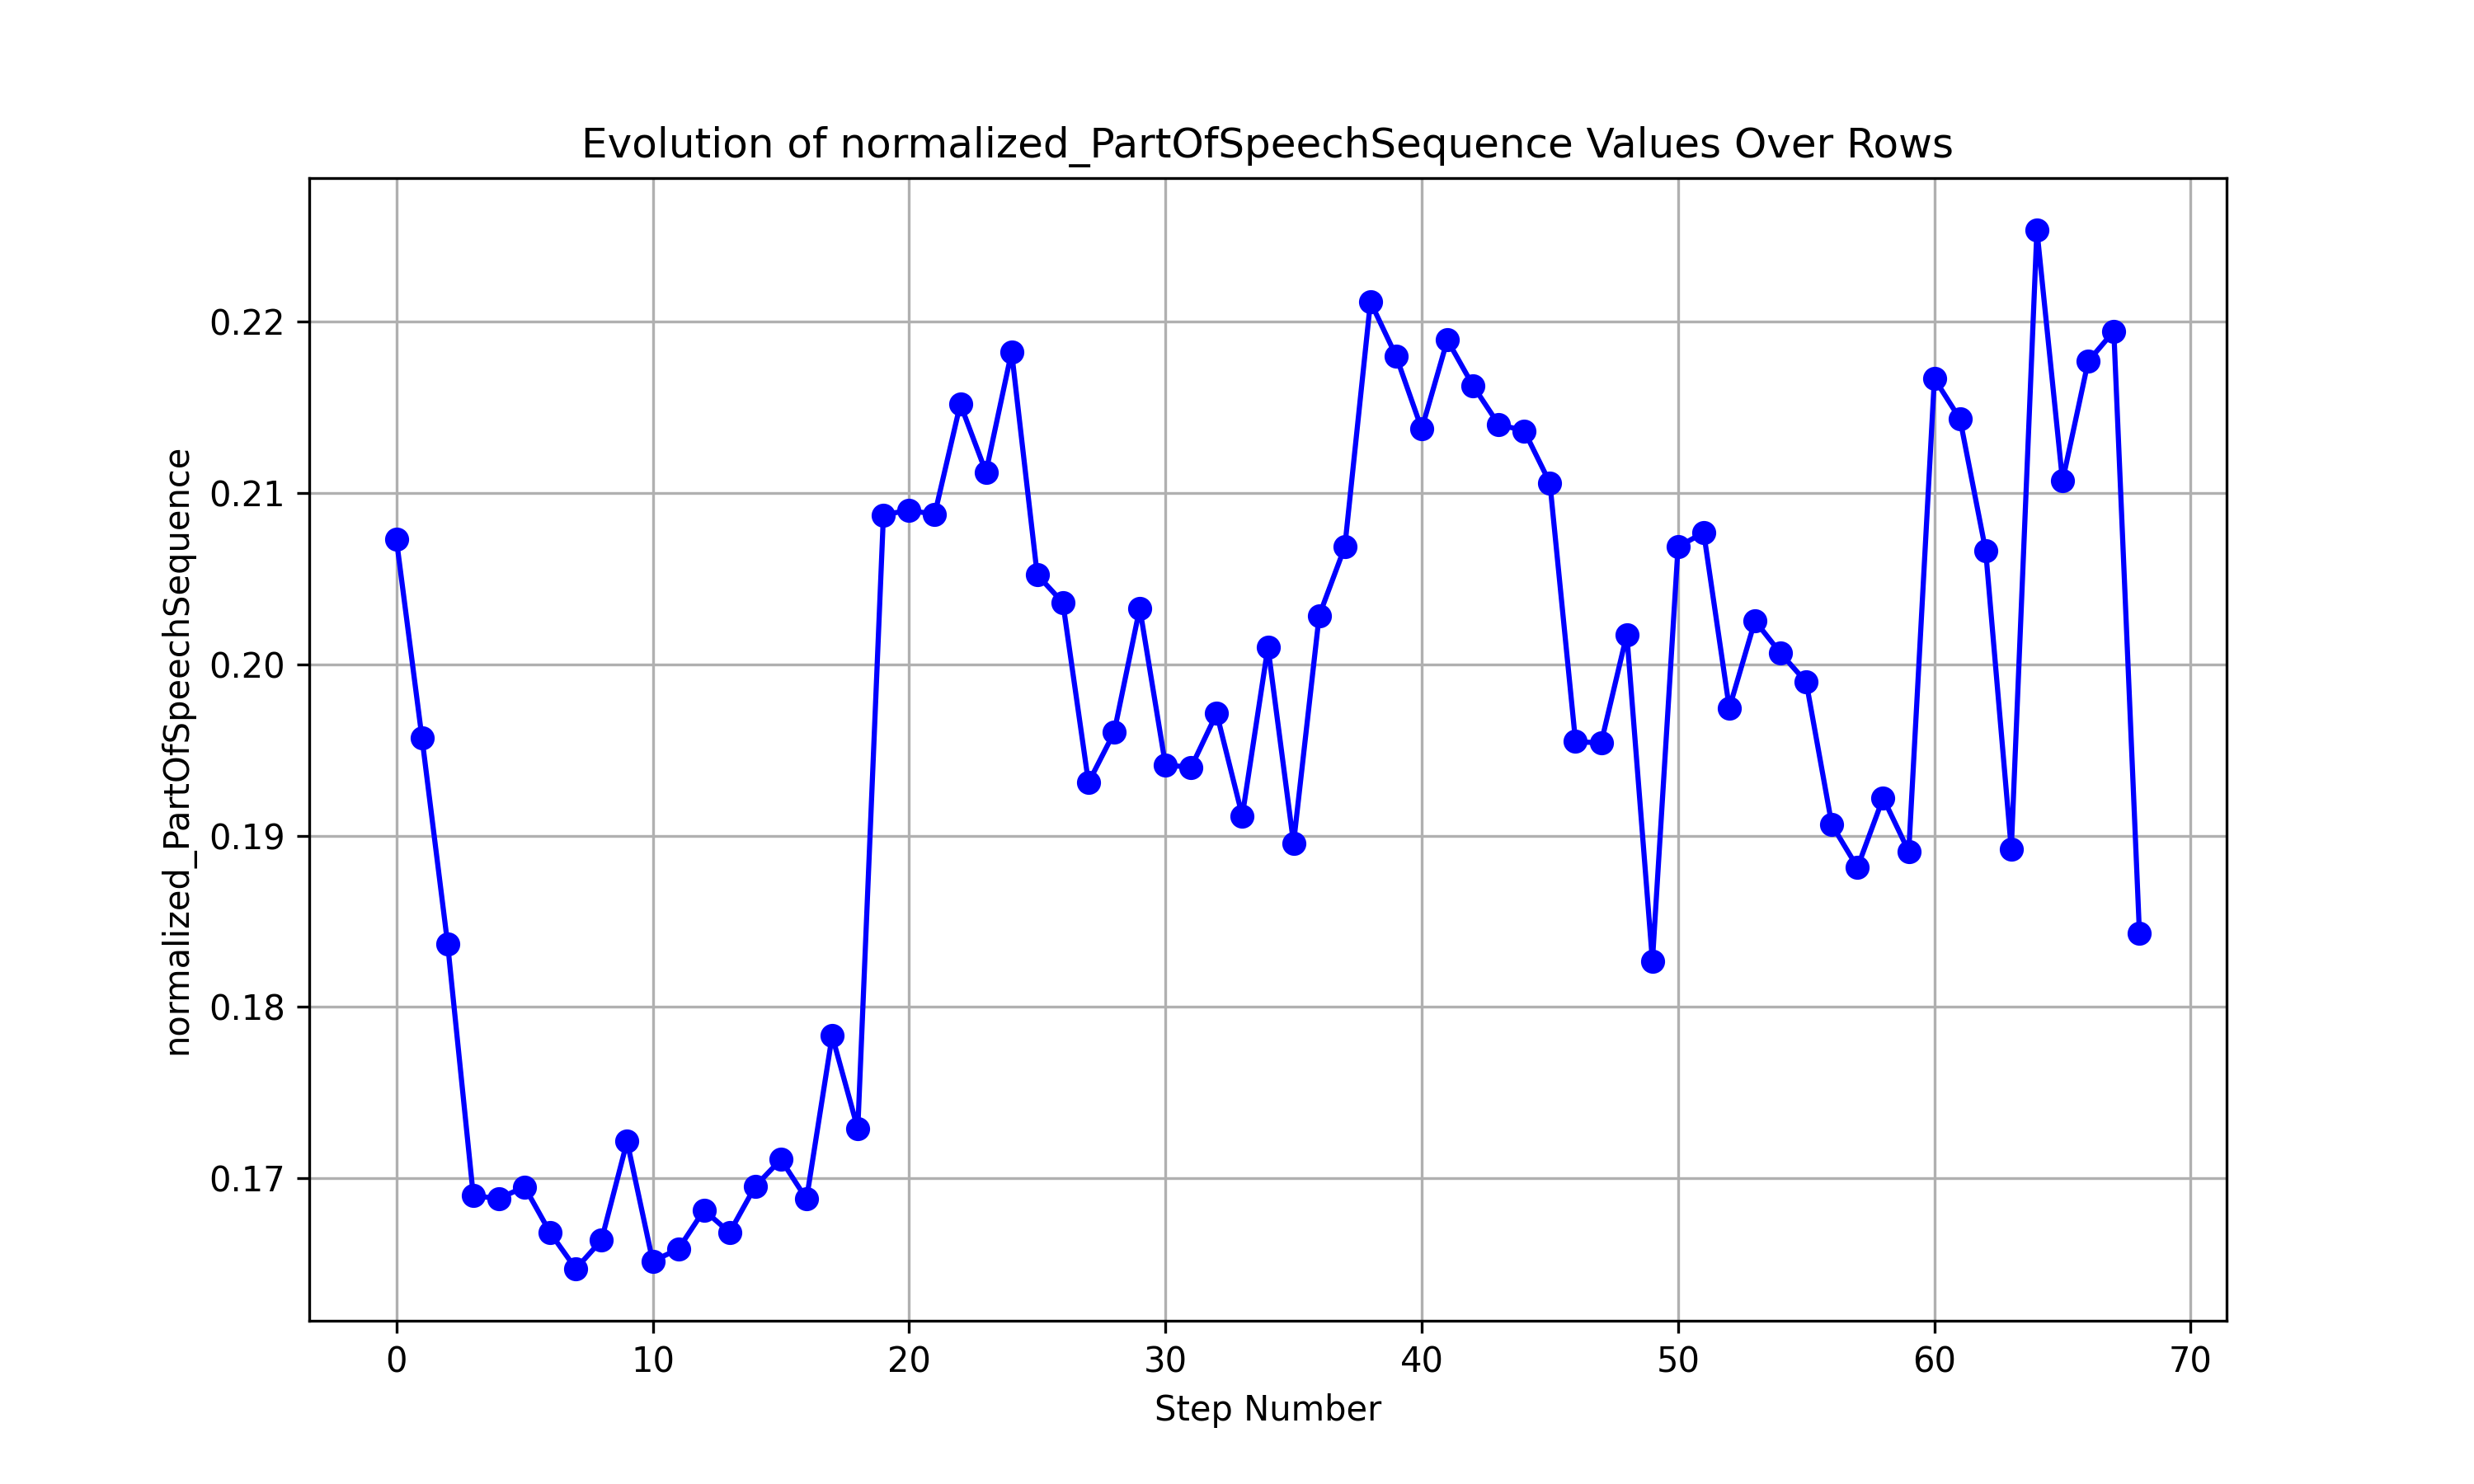 Evolution of normalized_PartOfSpeechSequence Values Over Rows
normalized_PartOfSpeechSequence
0.22
0.21
0.20
0.19
0.18
0.17
0 10 20 30 40 50 60 70
Step Number